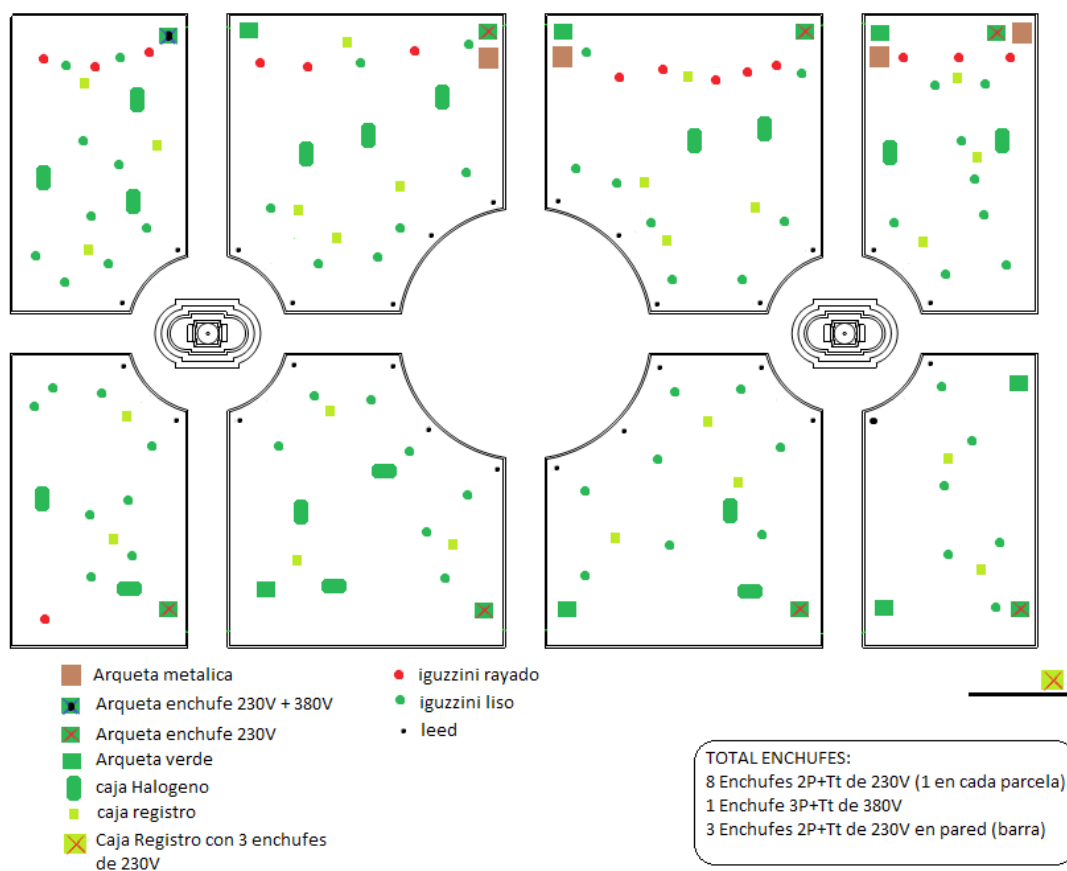 Arqueta metalica
Arqueta enchufe 230V + 380V
Arqueta enchufe 230V
Arqueta verde
caja Halogeno
caja registro
Caja Registro con 3 enchufes
de 230V
iguzzini rayado
iguzzini liso
leed
TOTAL ENCHUFES:
8 Enchufes 2P+Tt de 230V (1 en cada parcela)
1 Enchufe 3P+Tt de 380V
3 Enchufes 2P+Tt de 230V en pared (barra)